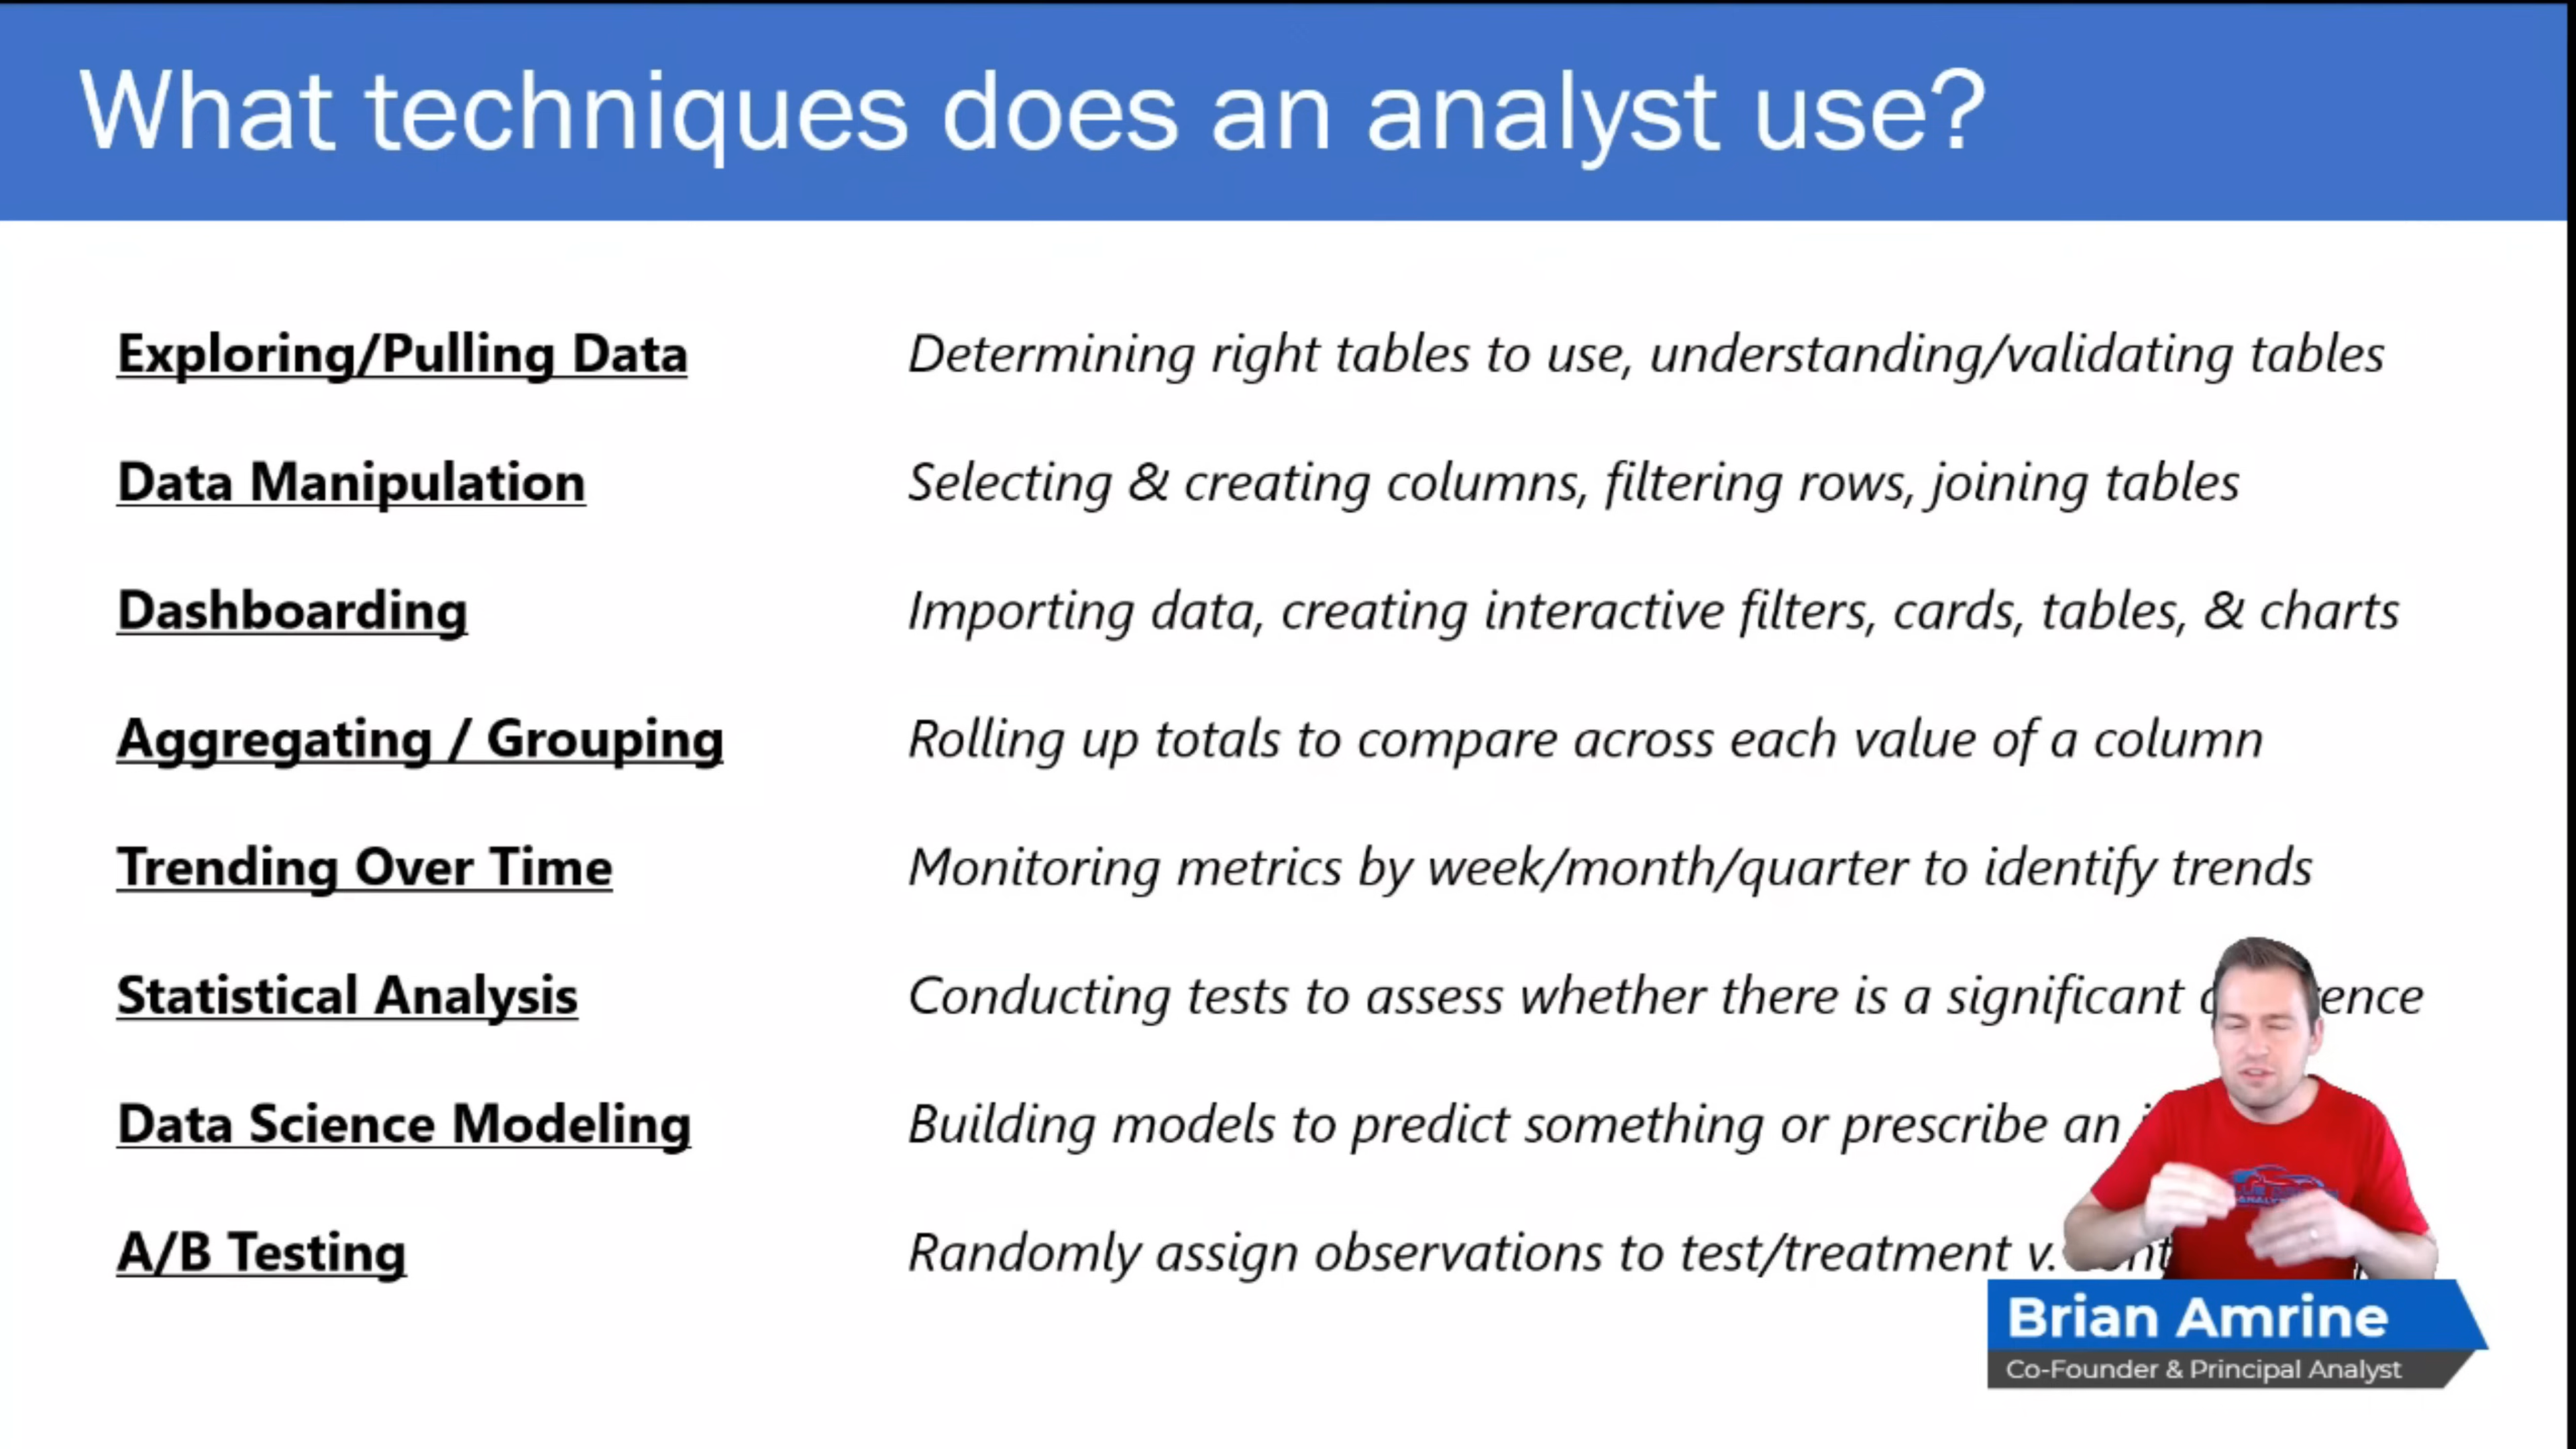 What techniques does an analyst use?
Exploring/Pulling Data Determining right tables to use, understanding/validating tables
Data Manipulation Selecting & creating columns, filtering rows, joining tables
Dashboarding Importing data, creating interactive filters, cards, tables, & charts
Aggregating / Grouping Rolling up totals to compare across each value of a column
Trending Over Time Monitoring metrics by week/month/quarter to identify trends
Statistical Analysis Conducting tests to assess whether there is a significant
Data Science Modeling Building models to predict something or prescribe an
A/B Testing Randomly assign observations to test/treatment v.
Brian Amrine
Co-Founder & Principal Analyst